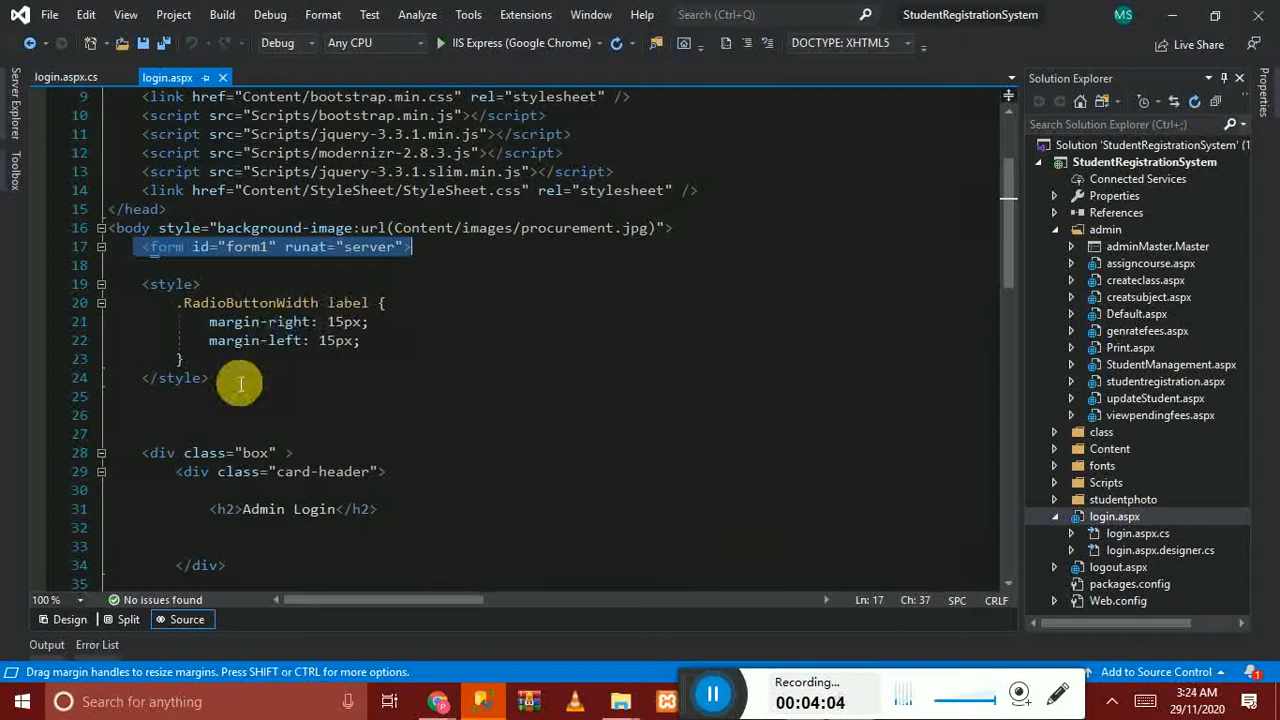 File Edit View Project Build Debug Format Test Analyze Tools Extensions Window Help Search (Ctrl+Q) StudentRegistrationSystem MS
Debug Any CPU IIS Express (Google Chrome) DOCTYPE: XHTML5 Live Share
login.aspx.cs login.aspx
Server Explorer
Toolbox
9 <link href="Content/bootstrap.min.css" rel="stylesheet" />
10 <script src="Scripts/bootstrap.min.js"></script>
11 <script src="Scripts/jquery-3.3.1.min.js"></script>
12 <script src="Scripts/modernizr-2.8.3.js"></script>
13 <script src="Scripts/jquery-3.3.1.slim.min.js"></script>
14 <link href="Content/StyleSheet/StyleSheet.css" rel="stylesheet" />
15 </head>
16 <body style="background-image:url(Content/images/procurement.jpg)">
17 <form id="form1" runat="server">
18
19 <style>
20 .RadioButtonWidth label {
21 margin-right: 15px;
22 margin-left: 15px;
23 }
24 </style>
25
26
27
28 <div class="box" >
29 <div class="card-header">
30
31 <h2>Admin Login</h2>
32
33
34 </div>
35
100 % No issues found Ln: 17 Ch: 37 SPC CRLF
Design Split Source
Output Error List
Solution Explorer
Search Solution Explorer (Ctrl+;)
Solution 'StudentRegistrationSystem' (1
StudentRegistrationSystem
Connected Services
Properties
References
admin
adminMaster.Master
assigncourse.aspx
createclass.aspx
creatsubject.aspx
Default.aspx
genratefees.aspx
Print.aspx
StudentManagement.aspx
studentregistration.aspx
updateStudent.aspx
viewpendingfees.aspx
class
Content
fonts
Scripts
studentphoto
login.aspx
login.aspx.cs
login.aspx.designer.cs
logout.aspx
packages.config
Web.config
Properties
Drag margin handles to resize margins. Press SHIFT or CTRL for more options. Add to Source Control 1
Search for anything
Recording...
00:04:04
3:24 AM
29/11/2020